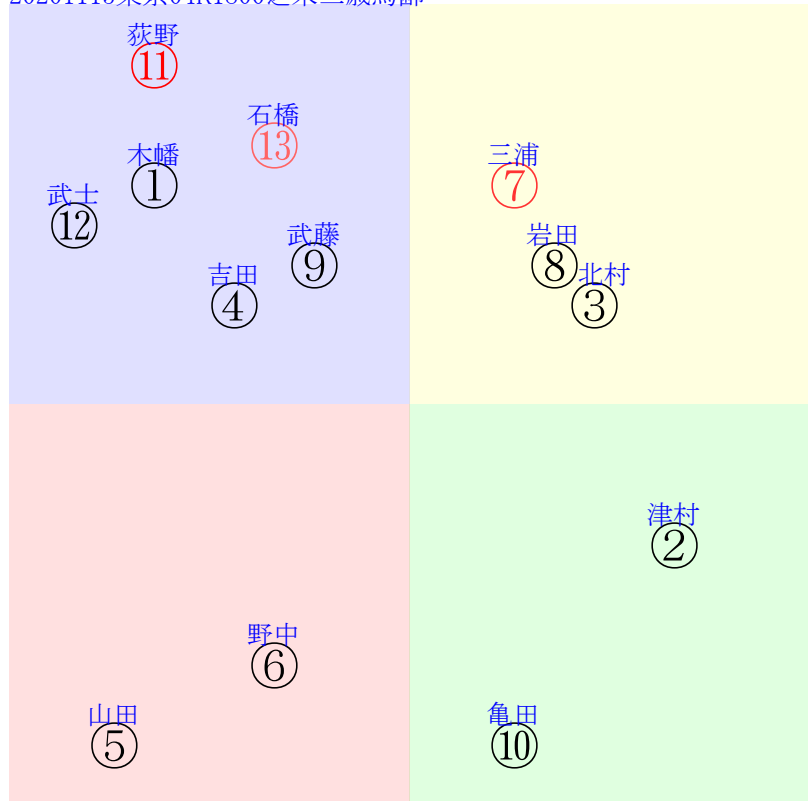 荻野
⑪
石橋
⑬
木幡
①
三浦
⑦
武士
⑫
武藤
⑨
岩田
⑧
吉田
④
北村
③
津村
②
野中
⑥
山田
⑤
亀田
⑩